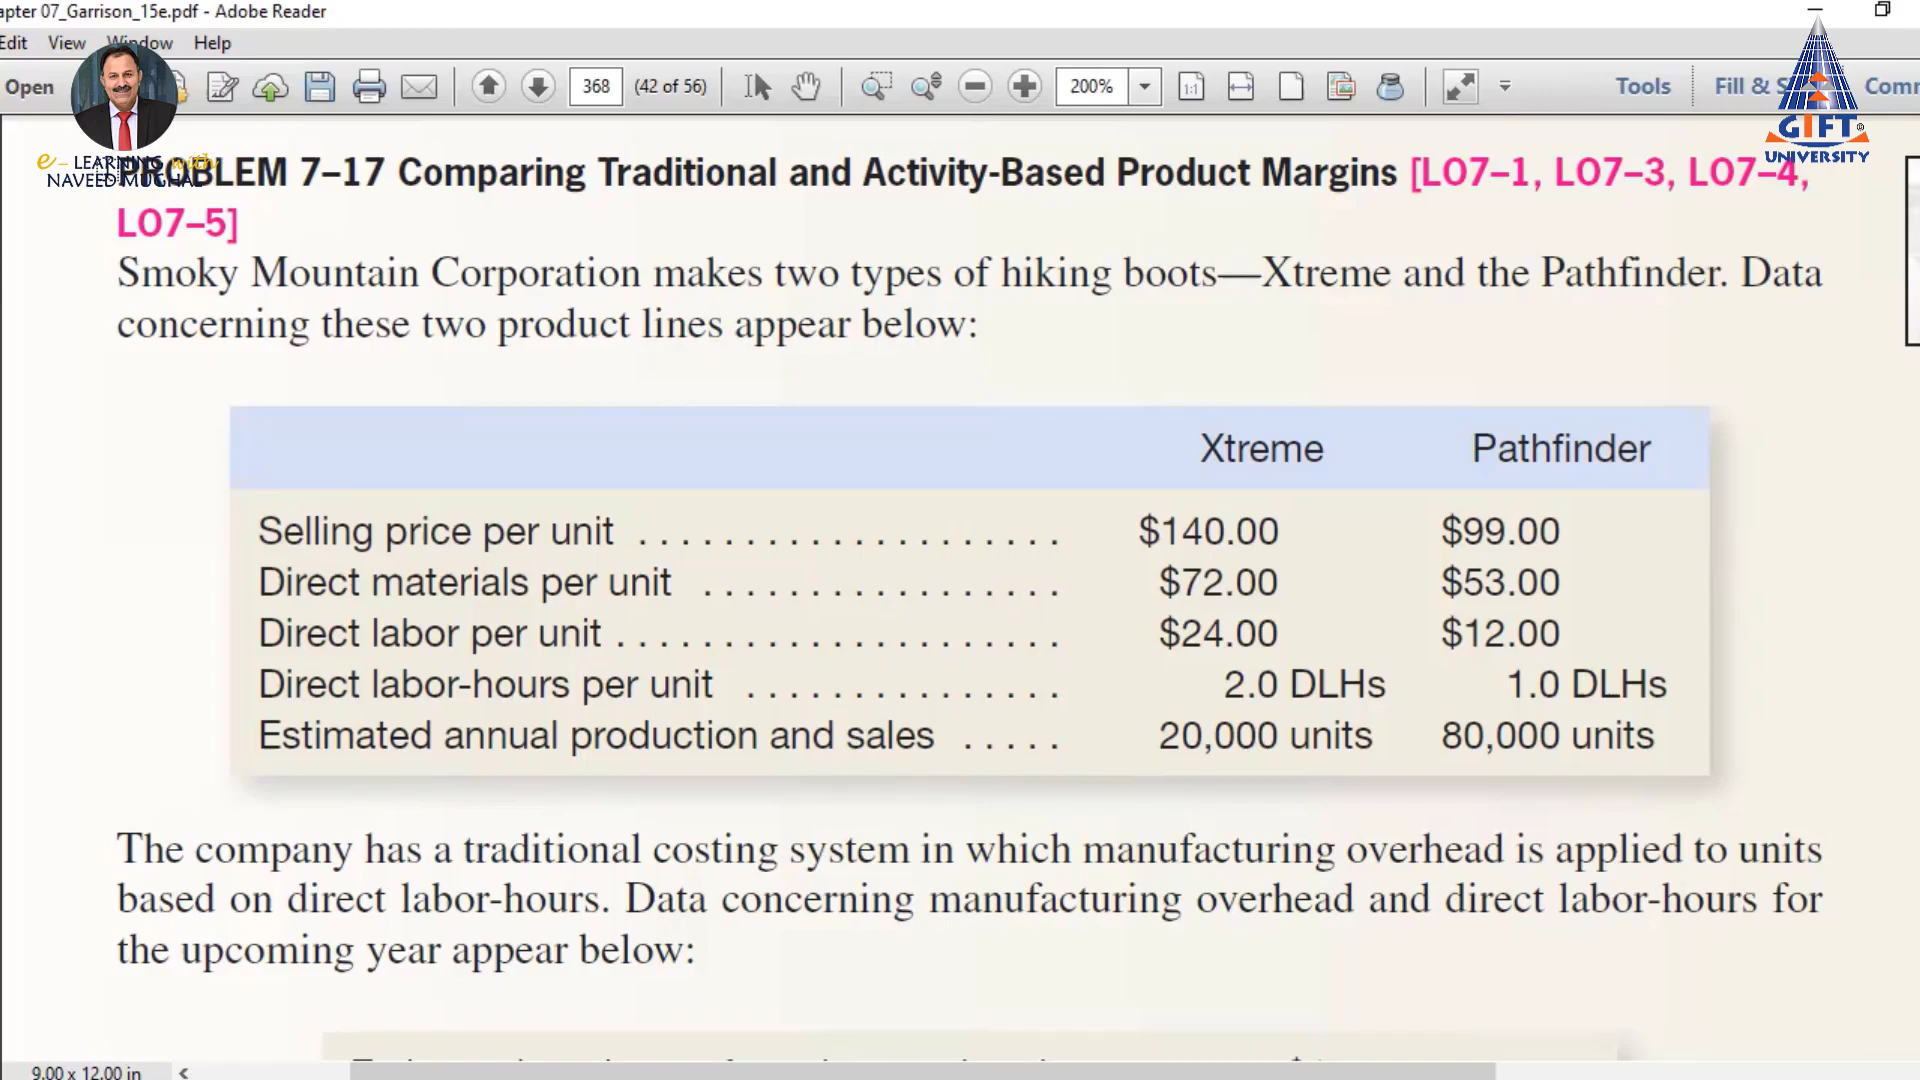 apter 07_Garrison_15e.pdf - Adobe Reader
Edit View Window Help
Open 368 (42 of 56) 200% Tools Fill & S Comm
GIFT®
UNIVERSITY
e-LEARNING with
NAVEED MUGHAL
PROBLEM 7–17 Comparing Traditional and Activity-Based Product Margins [LO7–1, LO7–3, LO7–4,
LO7–5]
Smoky Mountain Corporation makes two types of hiking boots—Xtreme and the Pathfinder. Data
concerning these two product lines appear below:
Xtreme Pathfinder
Selling price per unit . . . . . . . . . . . . . . . . . . . . $140.00 $99.00
Direct materials per unit . . . . . . . . . . . . . . . . . $72.00 $53.00
Direct labor per unit . . . . . . . . . . . . . . . . . . . . . $24.00 $12.00
Direct labor-hours per unit . . . . . . . . . . . . . . . 2.0 DLHs 1.0 DLHs
Estimated annual production and sales . . . . . 20,000 units 80,000 units
The company has a traditional costing system in which manufacturing overhead is applied to units
based on direct labor-hours. Data concerning manufacturing overhead and direct labor-hours for
the upcoming year appear below:
9.00 x 12.00 in